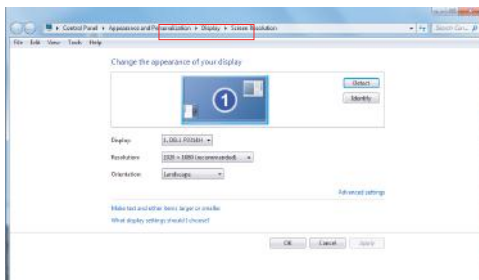 Control Panel ▸ Appearance and Personalization ▸ Display ▸ Screen Resolution
File Edit View Tools Help
Change the appearance of your display
1
Detect
Identify
Display:
Resolution: (recommended)
Orientation: Landscape
Advanced settings
Make text and other items larger or smaller
What display settings should I choose?
OK Cancel Apply